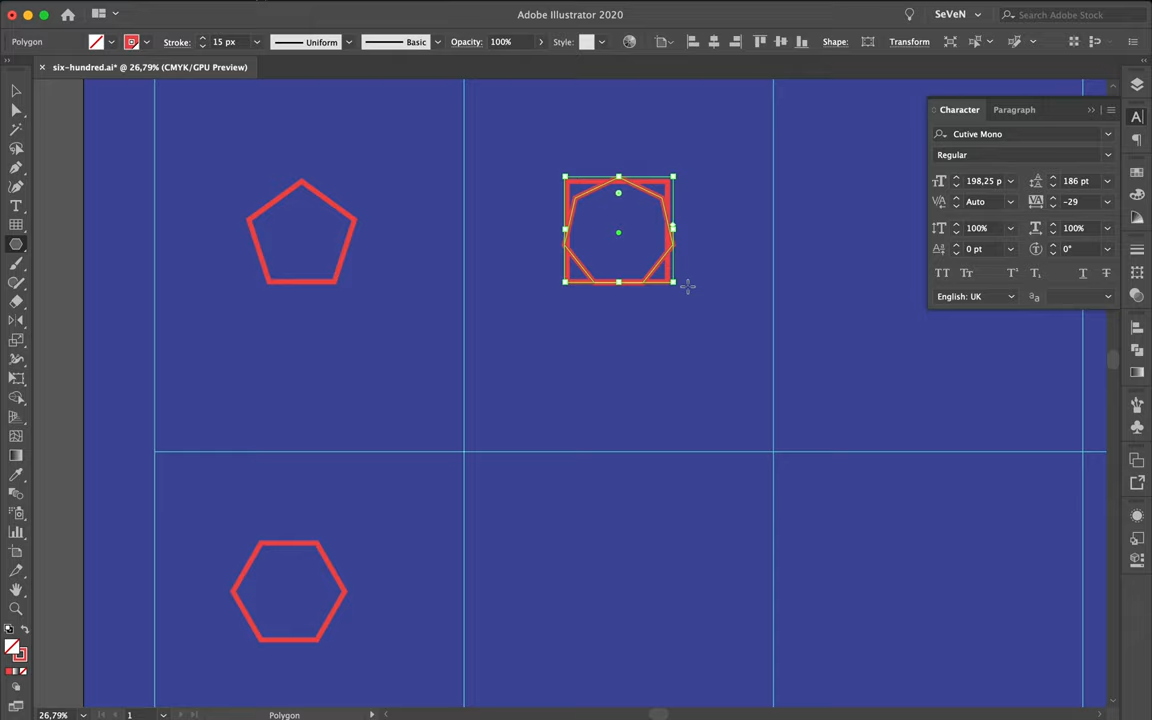 Adobe Illustrator 2020
SeVeN
Search Adobe Stock
Polygon
Stroke:
15 px
Uniform
Basic
Opacity:
100%
Style:
Shape:
Transform
six-hundred.ai* @ 26,79% (CMYK/GPU Preview)
Character
Paragraph
Cutive Mono
Regular
198,25 p
186 pt
Auto
-29
100%
100%
0 pt
0°
English: UK
26,79%
1
Polygon